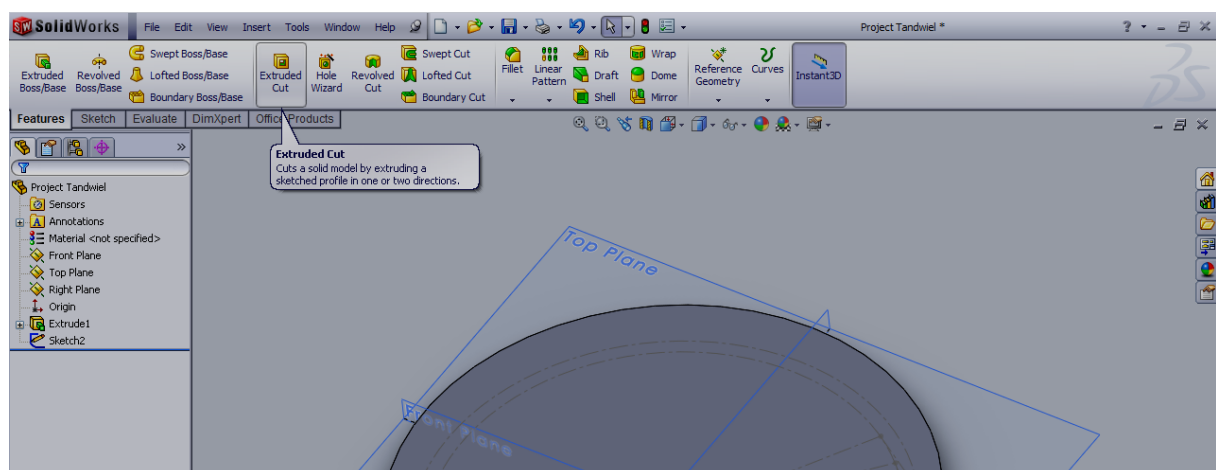 SolidWorks File Edit View Insert Tools Window Help Project Tandwiel *
Extruded Boss/Base
Revolved Boss/Base
Swept Boss/Base
Lofted Boss/Base
Boundary Boss/Base
Extruded Cut
Hole Wizard
Revolved Cut
Swept Cut
Lofted Cut
Boundary Cut
Fillet
Linear Pattern
Rib
Draft
Shell
Wrap
Dome
Mirror
Reference Geometry
Curves
Instant3D
Features Sketch Evaluate DimXpert Office Products
Extruded Cut
Cuts a solid model by extruding a
sketched profile in one or two directions.
Project Tandwiel
Sensors
Annotations
Material <not specified>
Front Plane
Top Plane
Right Plane
Origin
Extrude1
Sketch2
Top Plane
Front Plane